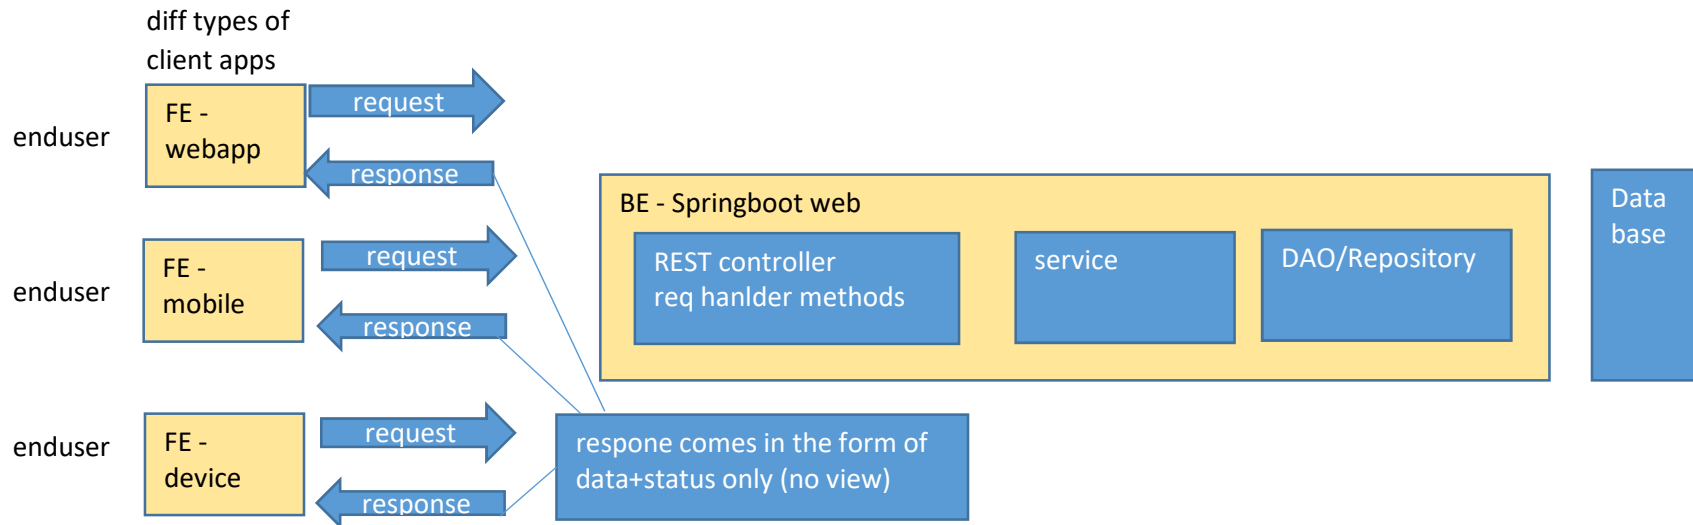 diff types of
client apps
enduser
FE -
webapp
request
response
enduser
FE -
mobile
request
response
enduser
FE -
device
request
response
BE - Springboot web
REST controller
req hanlder methods
service
DAO/Repository
Data
base
respone comes in the form of
data+status only (no view)